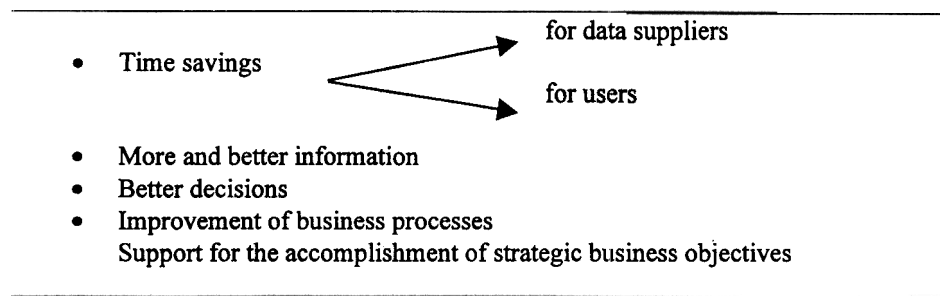 for data suppliers
• Time savings
for users
• More and better information
• Better decisions
• Improvement of business processes
Support for the accomplishment of strategic business objectives